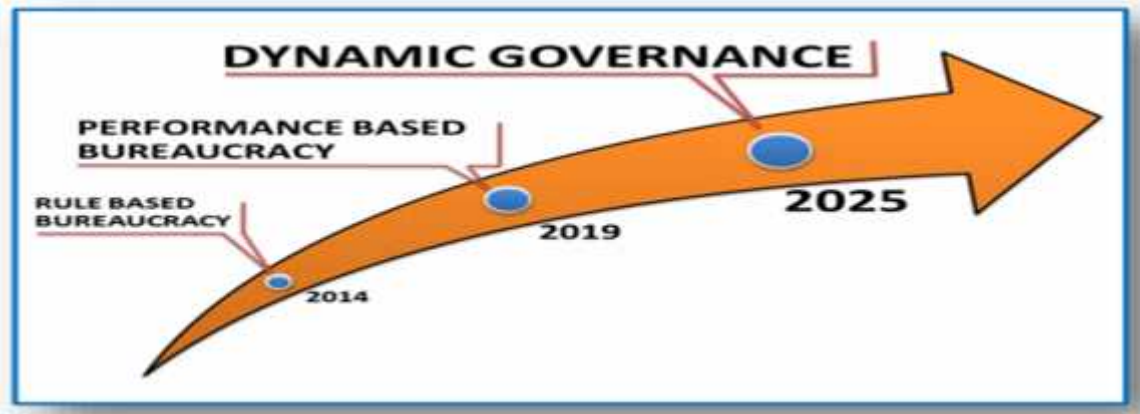 DYNAMIC GOVERNANCE
PERFORMANCE BASED
BUREAUCRACY
RULE BASED
BUREAUCRACY
2025
2019
2014